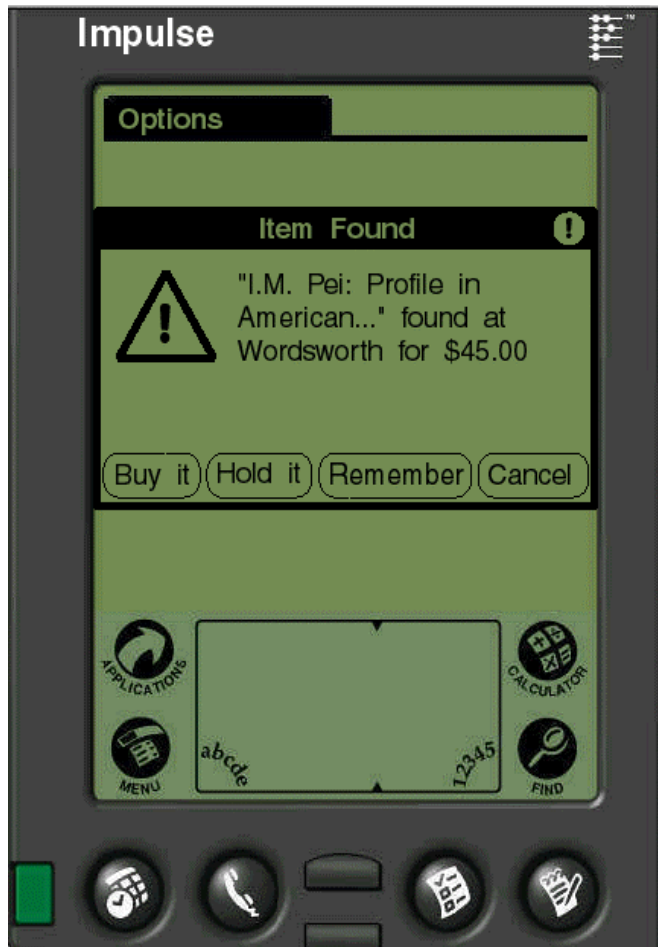 Impulse
TM
Options
Item Found !
"I.M. Pei: Profile in
American..." found at
Wordsworth for $45.00
Buy it Hold it Remember Cancel
APPLICATIONS
CALCULATOR
MENU
abcde
12345
FIND